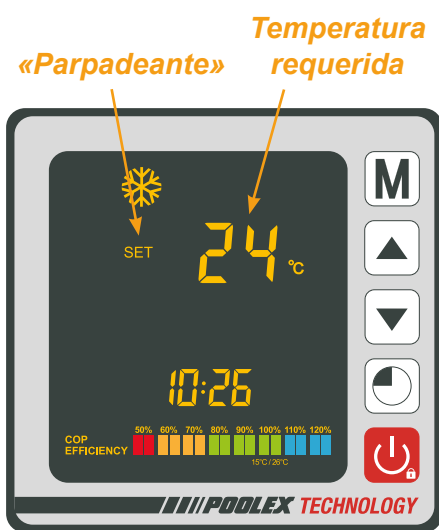 Temperatura
«Parpadeante» requerida
M
SET 24 °C
10:26
50% 60% 70% 80% 90% 100% 110% 120%
COP
EFFICIENCY
15°C / 26°C
POOLEX TECHNOLOGY